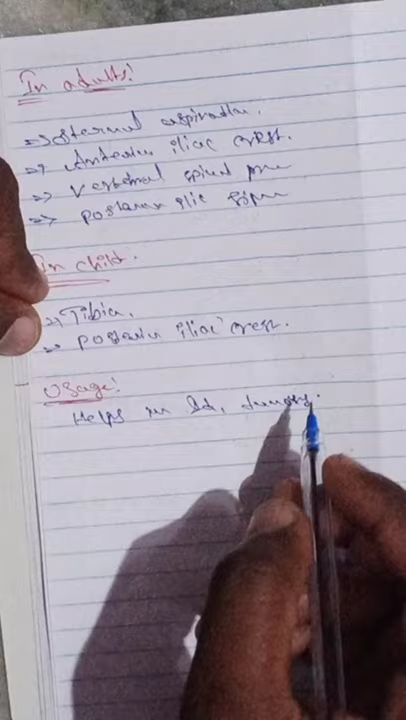 In adults!
=> Sternal aspiration.
=> Anterior iliac crest.
=> Vertebral spinal
=> Posterior iliac
In child.
=> Tibia.
=> Posterior iliac crest.
Usage!
Helps in